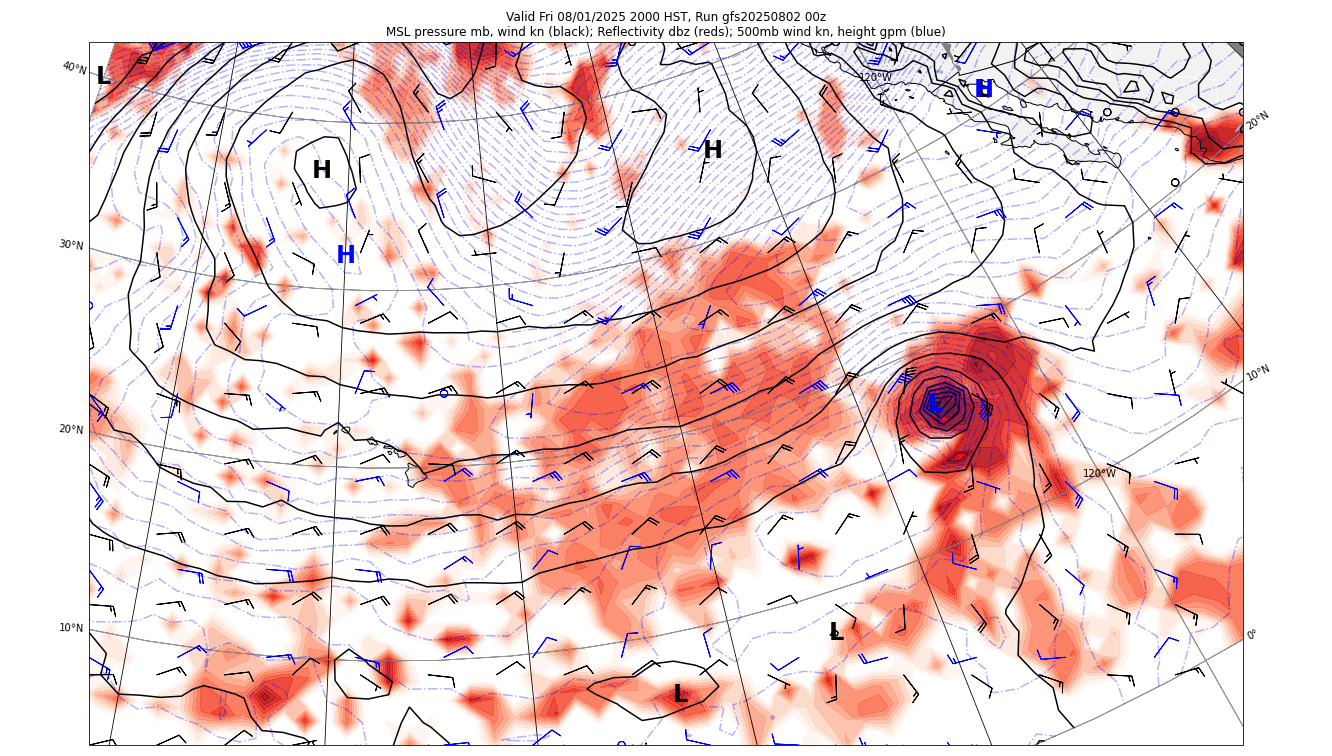 Valid Fri 08/01/2025 2000 HST, Run gfs20250802 00z
MSL pressure mb, wind kn (black); Reflectivity dbz (reds); 500mb wind kn, height gpm (blue)
40°N
L
120°W
H
20°N
H
H
30°N
H
10°N
L
20°N
120°W
10°N
L
0°
L